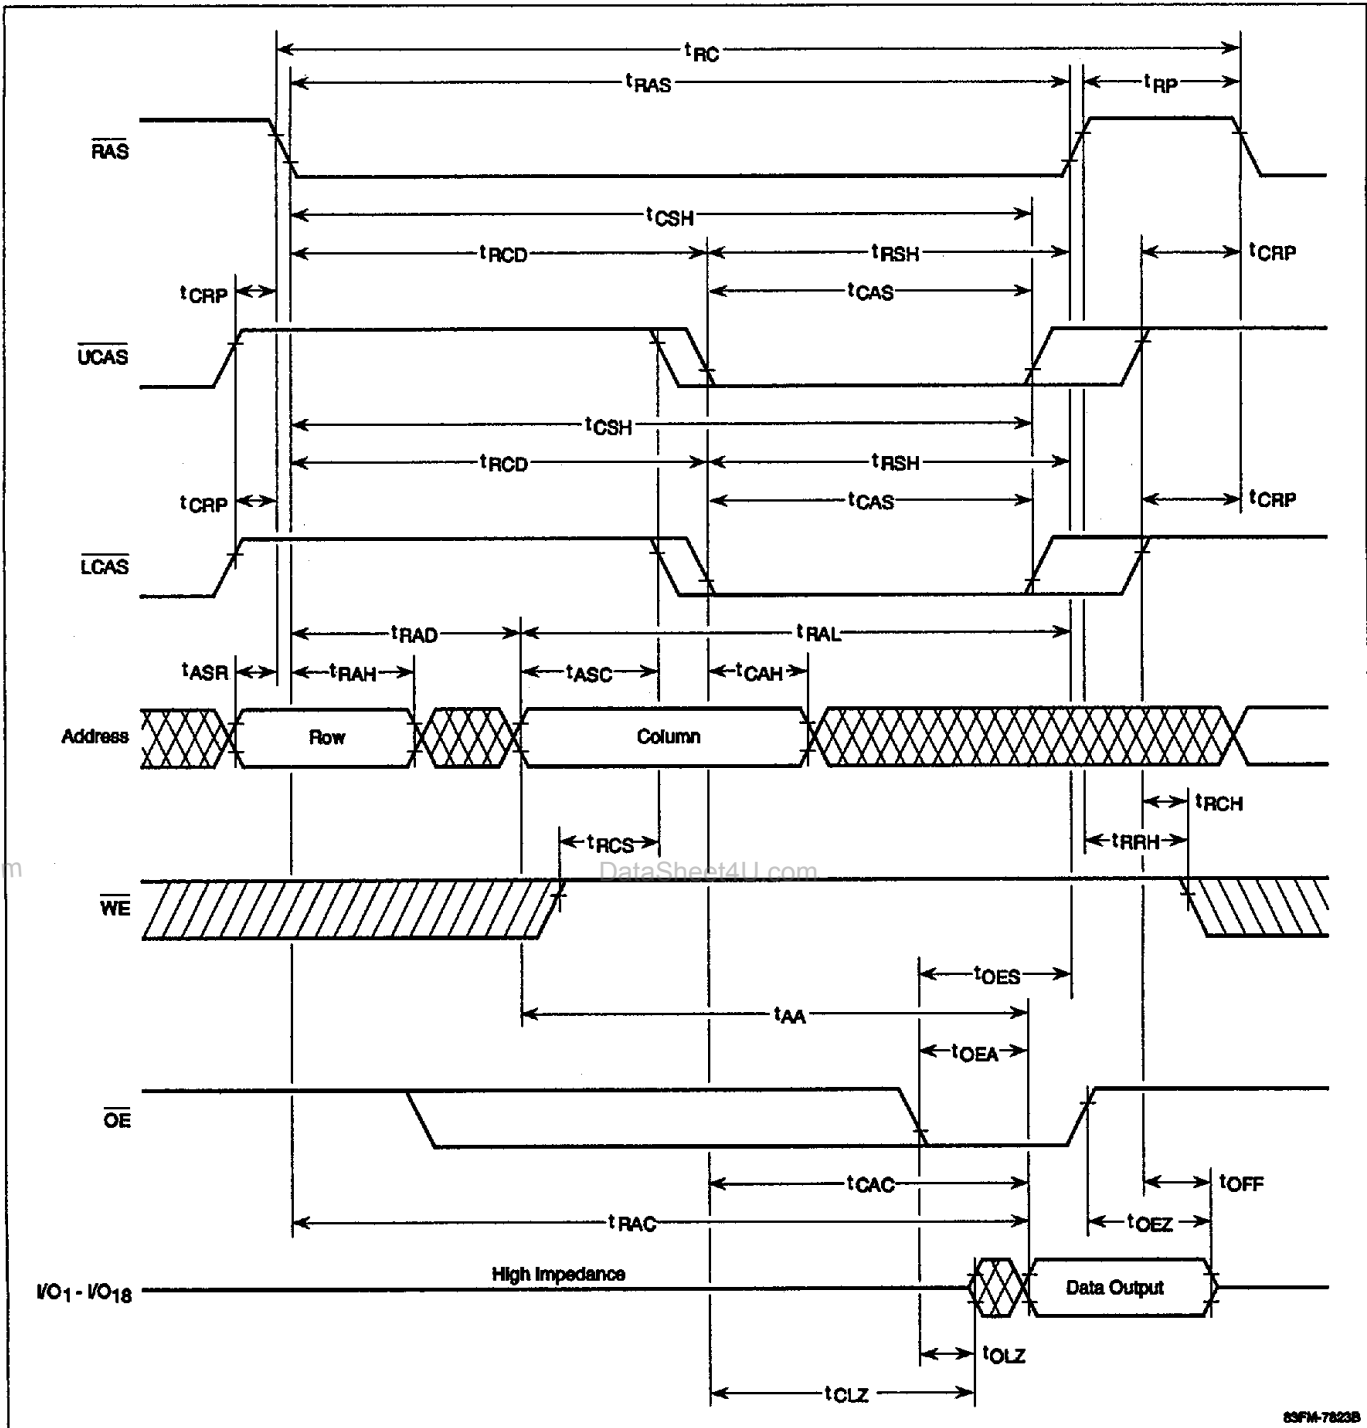 tRC
tRAS
tRP
RAS
tCSH
tRCD
tRSH
tCRP
tCRP
tCAS
UCAS
tCSH
tRCD
tRSH
tCRP
tCAS
tCRP
LCAS
tRAD
tRAL
tASR
tRAH
tASC
tCAH
Address
Row
Column
tRCH
tRCS
tRRH
m
DataSheet4U.com
WE
tOES
tAA
tOEA
OE
tCAC
tOFF
tRAC
tOEZ
High Impedance
I/O1 - I/O18
Data Output
tOLZ
tCLZ
83FM-7823B